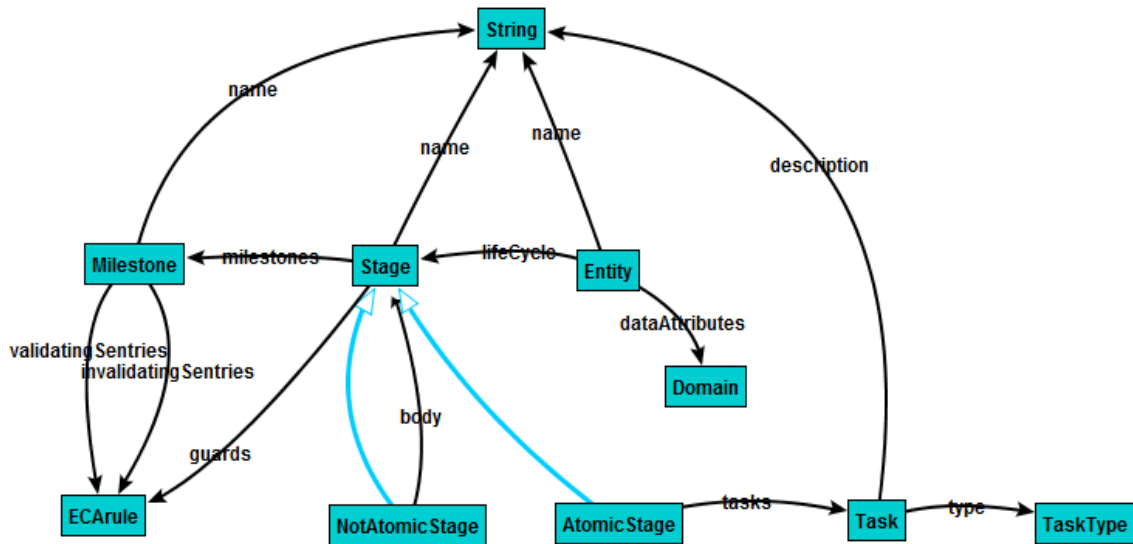 String
name
name
name
description
Milestone
milestones
Stage
lifeCycle
Entity
dataAttributes
validatingSentries
invalidatingSentries
Domain
body
guards
ECArule
NotAtomicStage
AtomicStage
tasks
Task
type
TaskType